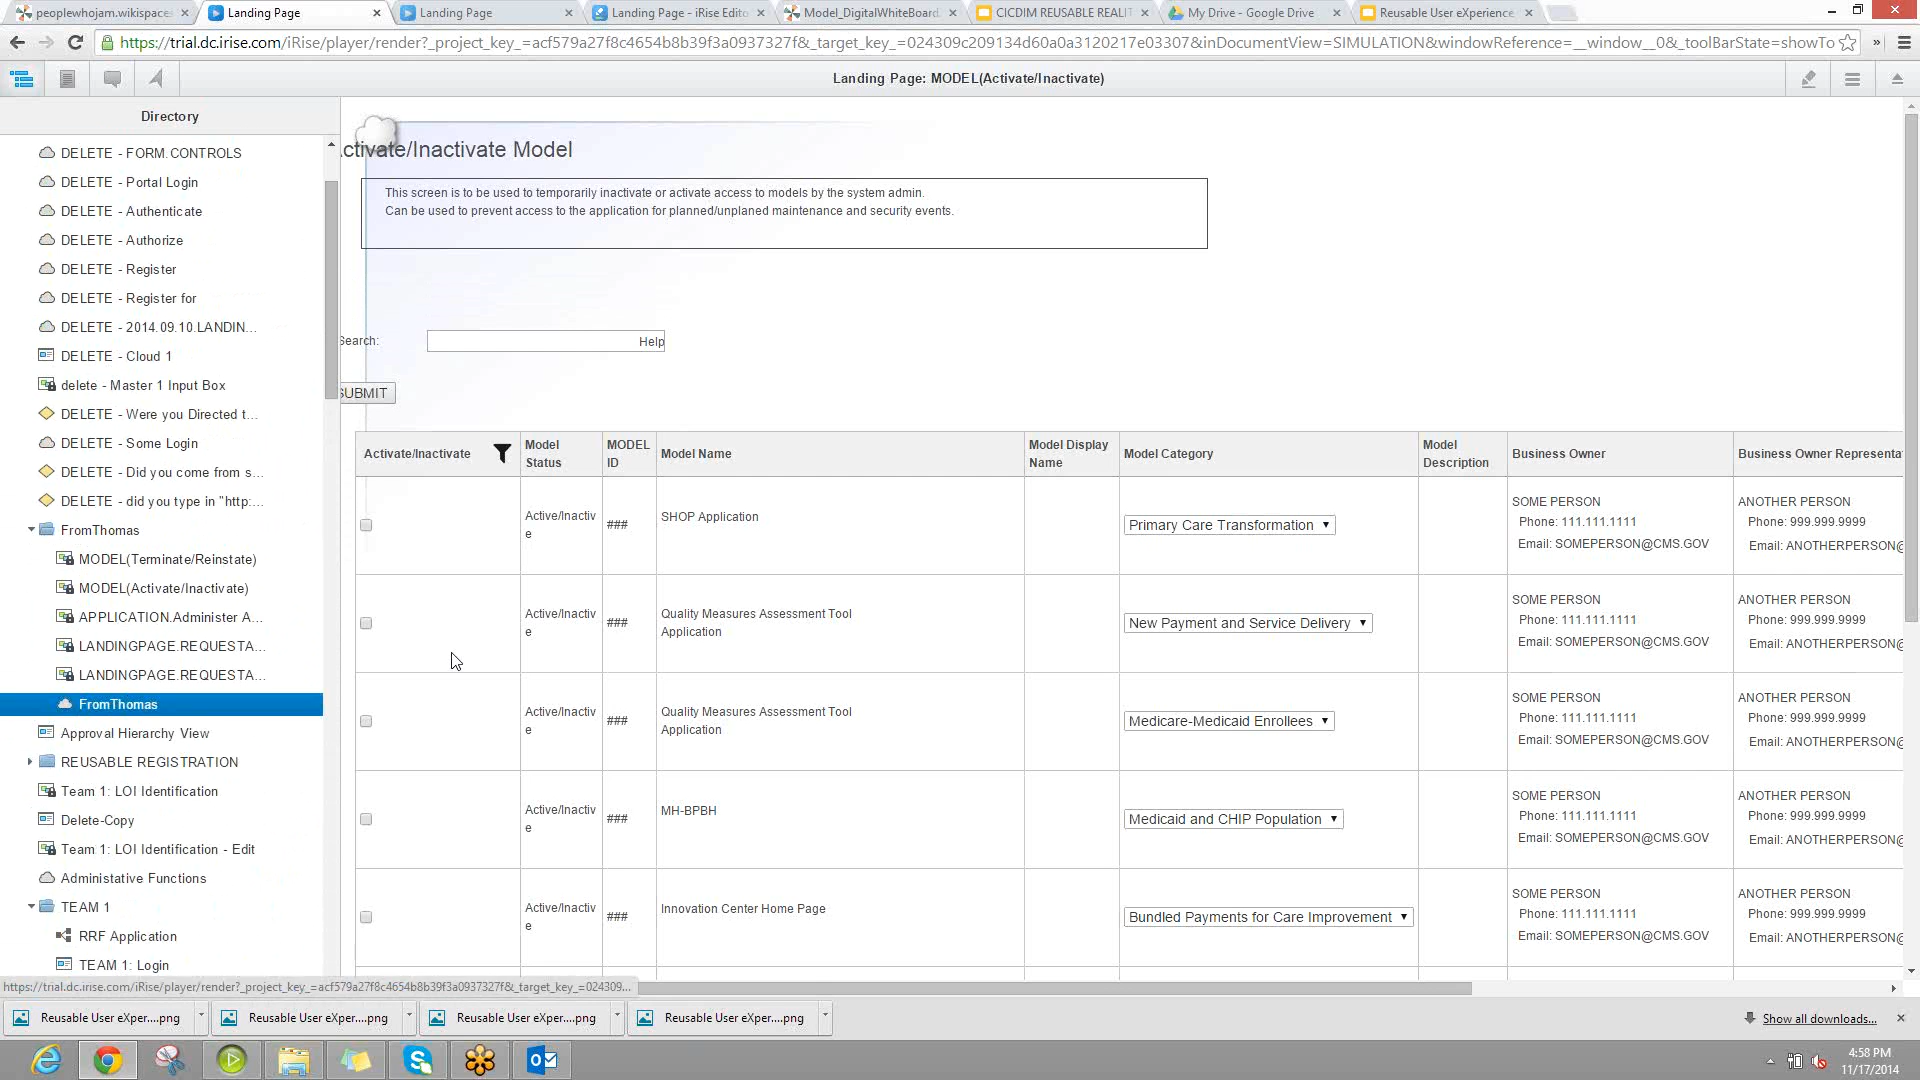 peoplewhojam.wikispaces
Landing Page
Landing Page
Landing Page - iRise Edito
Model_DigitalWhiteBoard
CICDIM REUSABLE REALIT
My Drive - Google Drive
Reusable User eXperience
https://trial.dc.irise.com/iRise/player/render?_project_key_=acf579a27f8c4654b8b39f3a0937327f&_target_key_=024309c209134d60a0a3120217e03307&inDocumentView=SIMULATION&windowReference=__window__0&_toolBarState=showTo
Landing Page: MODEL(Activate/Inactivate)
Directory
DELETE - FORM.CONTROLS
DELETE - Portal Login
DELETE - Authenticate
DELETE - Authorize
DELETE - Register
DELETE - Register for
DELETE - 2014.09.10.LANDIN...
DELETE - Cloud 1
delete - Master 1 Input Box
DELETE - Were you Directed t...
DELETE - Some Login
DELETE - Did you come from s...
DELETE - did you type in "http:...
FromThomas
MODEL(Terminate/Reinstate)
MODEL(Activate/Inactivate)
APPLICATION.Administer A...
LANDINGPAGE.REQUESTA...
LANDINGPAGE.REQUESTA...
FromThomas
Approval Hierarchy View
REUSABLE REGISTRATION
Team 1: LOI Identification
Delete-Copy
Team 1: LOI Identification - Edit
Administative Functions
TEAM 1
RRF Application
TEAM 1: Login
ctivate/Inactivate Model
This screen is to be used to temporarily inactivate or activate access to models by the system admin.
Can be used to prevent access to the application for planned/unplaned maintenance and security events.
Search:
Help
SUBMIT
Activate/Inactivate
Model Status
MODEL ID
Model Name
Model Display Name
Model Category
Model Description
Business Owner
Business Owner Representa
Active/Inactiv
e
###
SHOP Application
Primary Care Transformation
SOME PERSON
Phone: 111.111.1111
Email: SOMEPERSON@CMS.GOV
ANOTHER PERSON
Phone: 999.999.9999
Email: ANOTHERPERSON@
Active/Inactiv
e
###
Quality Measures Assessment Tool
Application
New Payment and Service Delivery
SOME PERSON
Phone: 111.111.1111
Email: SOMEPERSON@CMS.GOV
ANOTHER PERSON
Phone: 999.999.9999
Email: ANOTHERPERSON@
Active/Inactiv
e
###
Quality Measures Assessment Tool
Application
Medicare-Medicaid Enrollees
SOME PERSON
Phone: 111.111.1111
Email: SOMEPERSON@CMS.GOV
ANOTHER PERSON
Phone: 999.999.9999
Email: ANOTHERPERSON@
Active/Inactiv
e
###
MH-BPBH
Medicaid and CHIP Population
SOME PERSON
Phone: 111.111.1111
Email: SOMEPERSON@CMS.GOV
ANOTHER PERSON
Phone: 999.999.9999
Email: ANOTHERPERSON@
Active/Inactiv
e
###
Innovation Center Home Page
Bundled Payments for Care Improvement
SOME PERSON
Phone: 111.111.1111
Email: SOMEPERSON@CMS.GOV
ANOTHER PERSON
Phone: 999.999.9999
Email: ANOTHERPERSON@
https://trial.dc.irise.com/iRise/player/render?_project_key_=acf579a27f8c4654b8b39f3a0937327f&_target_key_=024309...
Reusable User eXper....png
Reusable User eXper....png
Reusable User eXper....png
Reusable User eXper....png
Show all downloads...
4:58 PM
11/17/2014